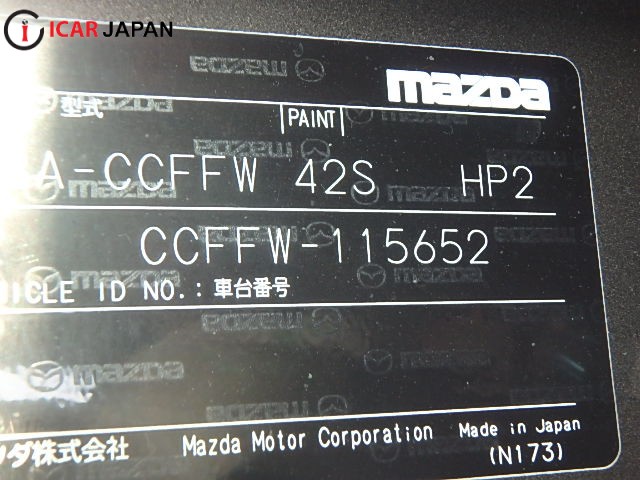 ICAR JAPAN
mazda
型式
PAINT
A-CCFFW 42S HP2
CCFFW-115652
ICLE ID NO.: 車台番号
ツダ株式会社 Mazda Motor Corporation Made in Japan
(N173)